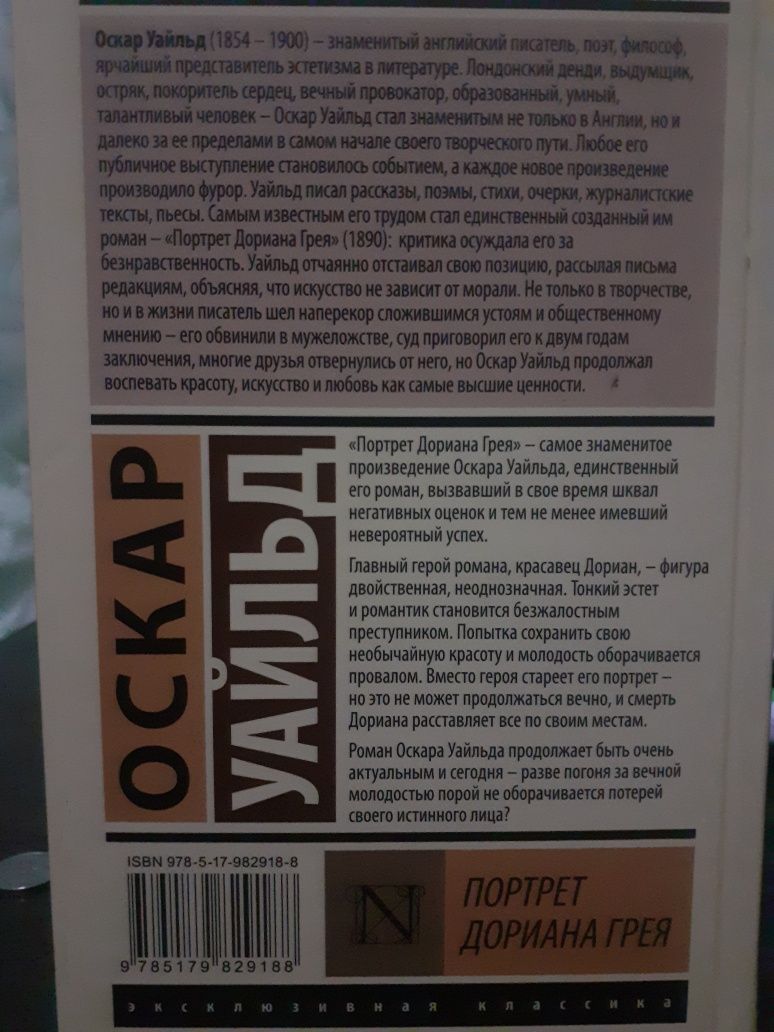 Оскар Уайльд (1854 – 1900) – знаменитый английский писатель, поэт, философ,
ярчайший представитель эстетизма в литературе. Лондонский денди, выдумщик,
остряк, покоритель сердец, вечный провокатор, образованный, умный,
талантливый человек – Оскар Уайльд стал знаменитым не только в Англии, но и
далеко за ее пределами в самом начале своего творческого пути. Любое его
публичное выступление становилось событием, а каждое новое произведение
производило фурор. Уайльд писал рассказы, поэмы, стихи, очерки, журналистские
тексты, пьесы. Самым известным его трудом стал единственный созданный им
роман – «Портрет Дориана Грея» (1890): критика осуждала его за
безнравственность. Уайльд отчаянно отстаивал свою позицию, рассылая письма
редакциям, объясняя, что искусство не зависит от морали. Не только в творчестве,
но и в жизни писатель шел наперекор сложившимся устоям и общественному
мнению – его обвинили в мужеложстве, суд приговорил его к двум годам
заключения, многие друзья отвернулись от него, но Оскар Уайльд продолжал
воспевать красоту, искусство и любовь как самые высшие ценности.
ОСКАР
УАЙЛЬД
«Портрет Дориана Грея» – самое знаменитое
произведение Оскара Уайльда, единственный
его роман, вызвавший в свое время шквал
негативных оценок и тем не менее имевший
невероятный успех.
Главный герой романа, красавец Дориан, – фигура
двойственная, неоднозначная. Тонкий эстет
и романтик становится безжалостным
преступником. Попытка сохранить свою
необычайную красоту и молодость оборачивается
провалом. Вместо героя стареет его портрет –
но это не может продолжаться вечно, и смерть
Дориана расставляет все по своим местам.
Роман Оскара Уайльда продолжает быть очень
актуальным и сегодня – разве погоня за вечной
молодостью порой не оборачивается потерей
своего истинного лица?
ISBN 978-5-17-982918-8
9 785179 829188
N
ПОРТРЕТ
ДОРИАНА ГРЕЯ
эксклюзивная классика